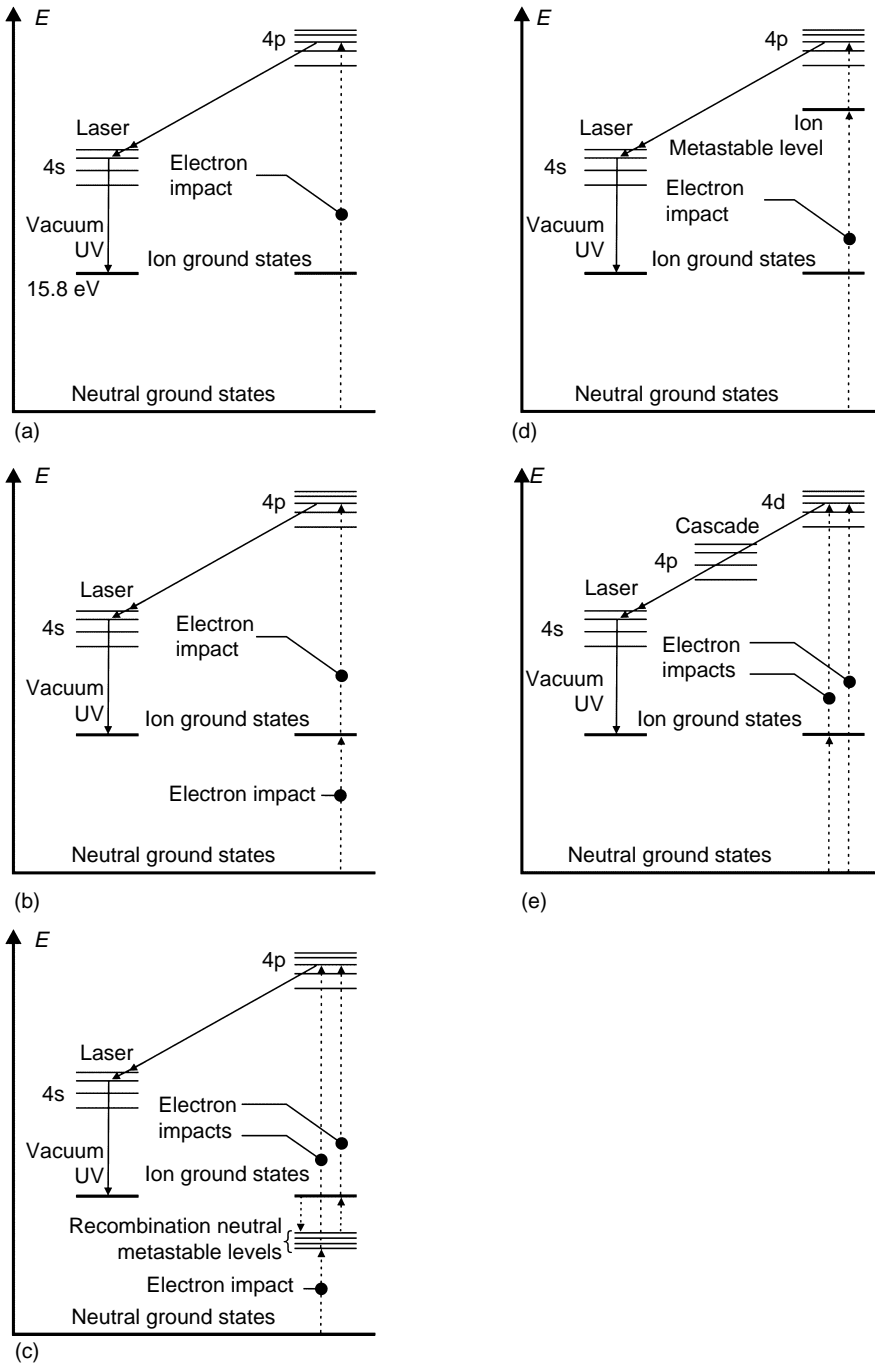 E
4p
Laser
4s
Electron
impact
Vacuum
UV
Ion ground states
15.8 eV
Neutral ground states
(a)
E
4p
Laser
4s
Electron
impact
Vacuum
UV
Ion ground states
Electron impact
Neutral ground states
(b)
E
4p
Laser
4s
Electron
impacts
Vacuum
UV
Ion ground states
Recombination neutral
metastable levels
Electron impact
Neutral ground states
(c)
E
4p
Ion
Metastable level
Laser
4s
Electron
impact
Vacuum
UV
Ion ground states
Neutral ground states
(d)
E
4d
Cascade
4p
Laser
4s
Electron
impacts
Vacuum
UV
Ion ground states
Neutral ground states
(e)